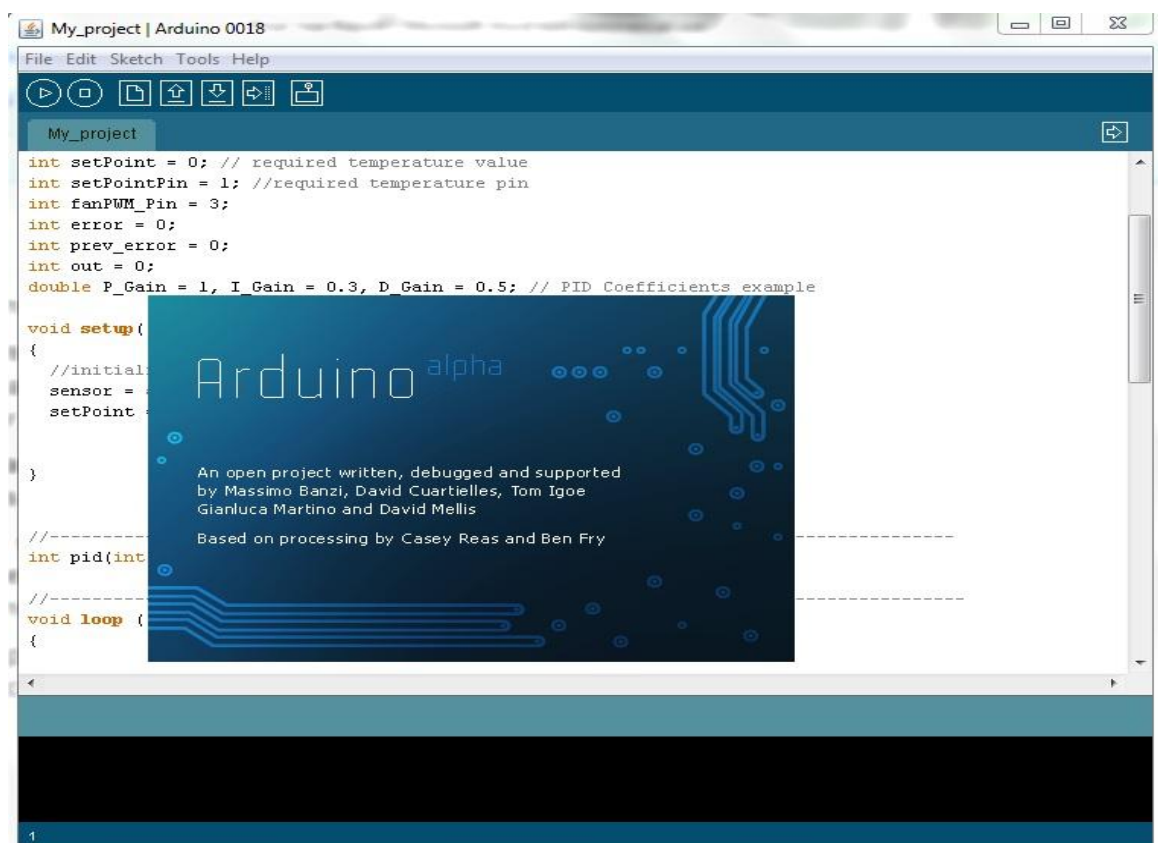 My_project | Arduino 0018
File Edit Sketch Tools Help
My_project
int setPoint = 0; // required temperature value
int setPointPin = 1; //required temperature pin
int fanPWM_Pin = 3;
int error = 0;
int prev_error = 0;
int out = 0;
double P_Gain = 1, I_Gain = 0.3, D_Gain = 0.5; // PID Coefficients example
void setup(
{
//initial
sensor =
setPoint
}
//----------
int pid(int
//----------
void loop (
{
Arduino alpha
An open project written, debugged and supported
by Massimo Banzi, David Cuartielles, Tom Igoe
Gianluca Martino and David Mellis
Based on processing by Casey Reas and Ben Fry
1